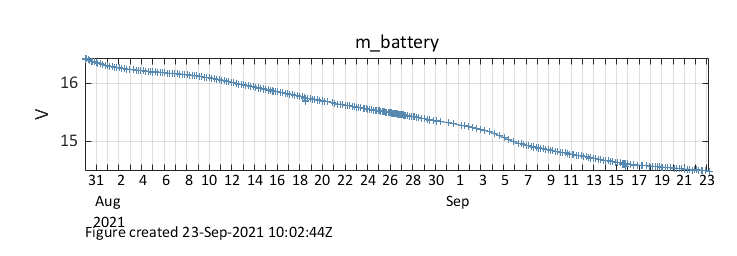 m_battery
16
V
15
31 2 4 6 8 10 12 14 16 18 20 22 24 26 28 30 1 3 5 7 9 11 13 15 17 19 21 23
Aug Sep
2021
Figure created 23-Sep-2021 10:02:44Z